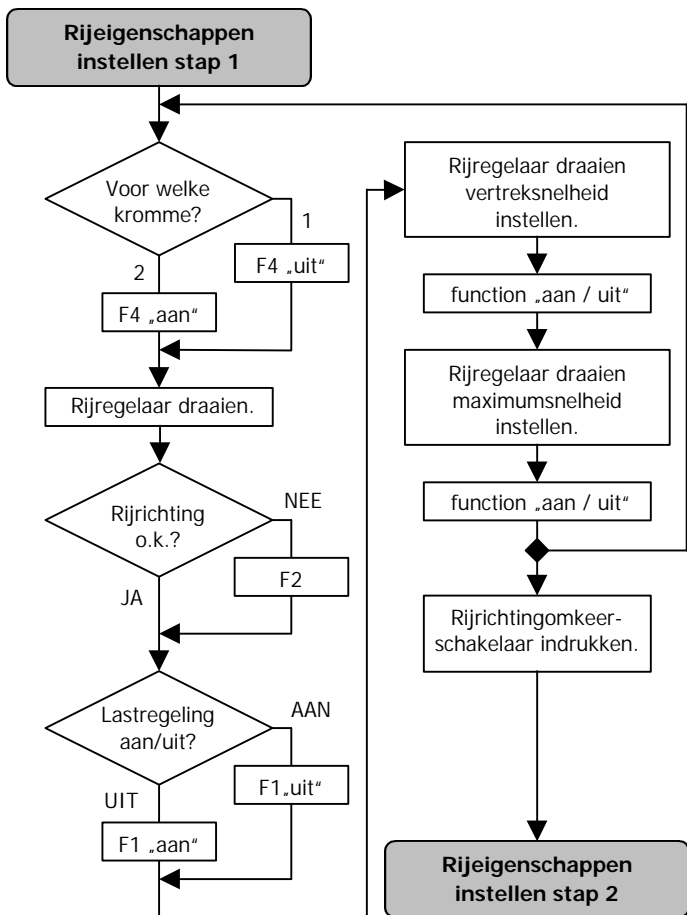 Rijeigenschappen
instellen stap 1
Voor welke
kromme?
1
F4 „uit“
2
F4 „aan“
Rijregelaar draaien.
Rijrichting
o.k.?
NEE
F2
JA
Lastregeling
aan/uit?
AAN
F1„uit“
UIT
F1 „aan“
Rijregelaar draaien
vertreksnelheid
instellen.
function „aan / uit“
Rijregelaar draaien
maximumsnelheid
instellen.
function „aan / uit“
Rijrichtingomkeer-
schakelaar indrukken.
Rijeigenschappen
instellen stap 2